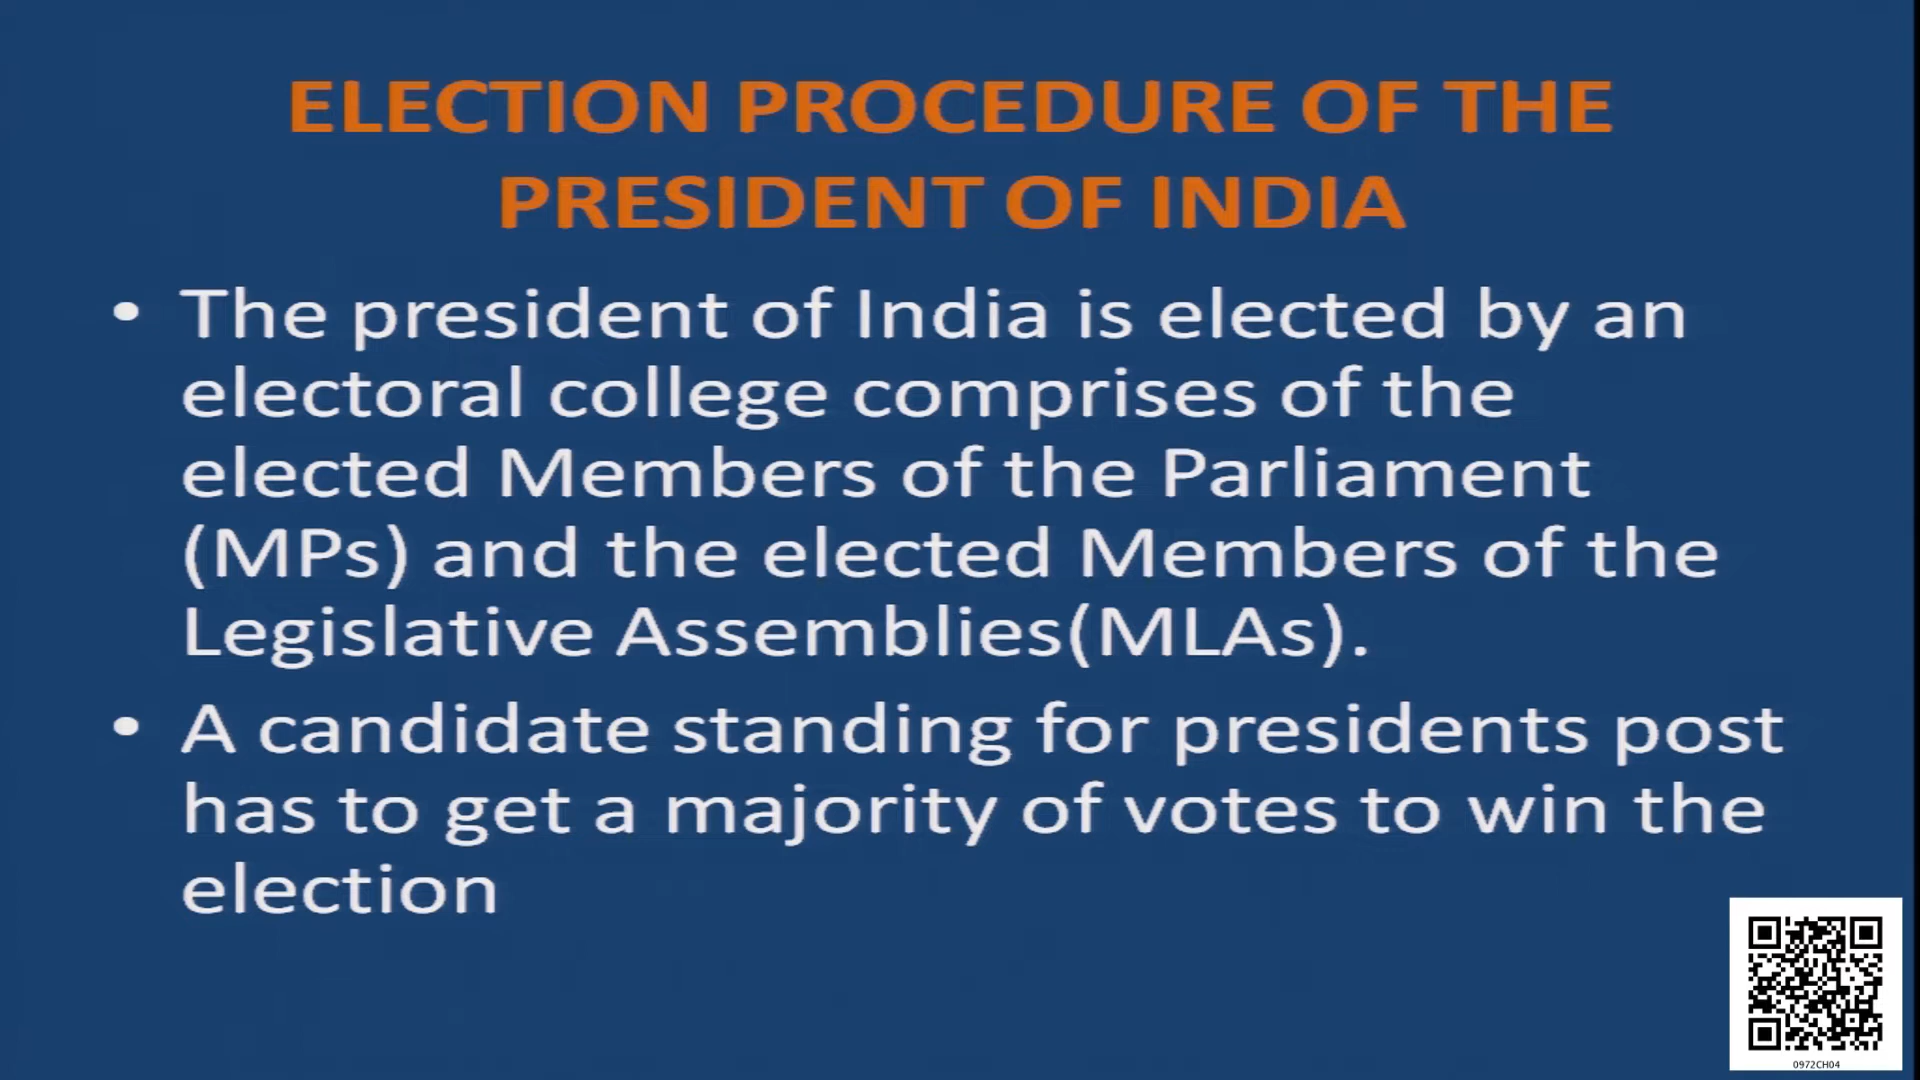 ELECTION PROCEDURE OF THE
PRESIDENT OF INDIA
• The president of India is elected by an
electoral college comprises of the
elected Members of the Parliament
(MPs) and the elected Members of the
Legislative Assemblies(MLAs).
• A candidate standing for presidents post
has to get a majority of votes to win the
election
0972CH04